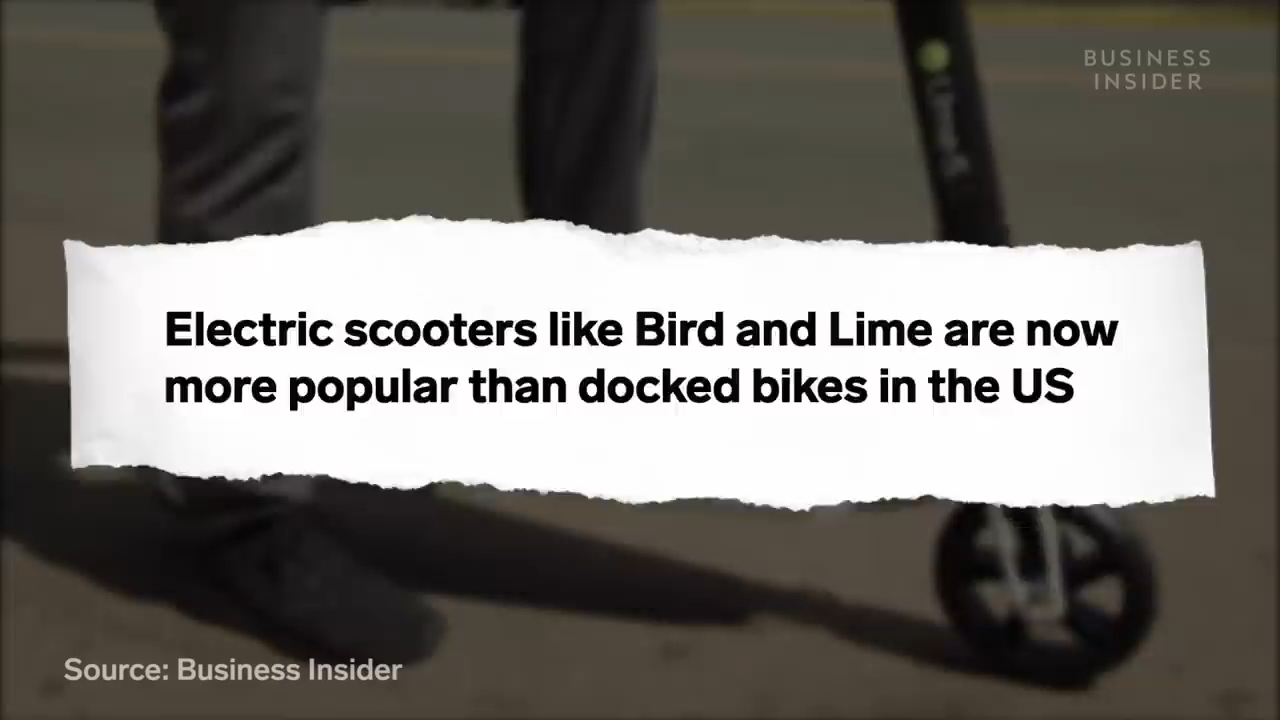 BUSINESS
INSIDER
Electric scooters like Bird and Lime are now
more popular than docked bikes in the US
Source: Business Insider